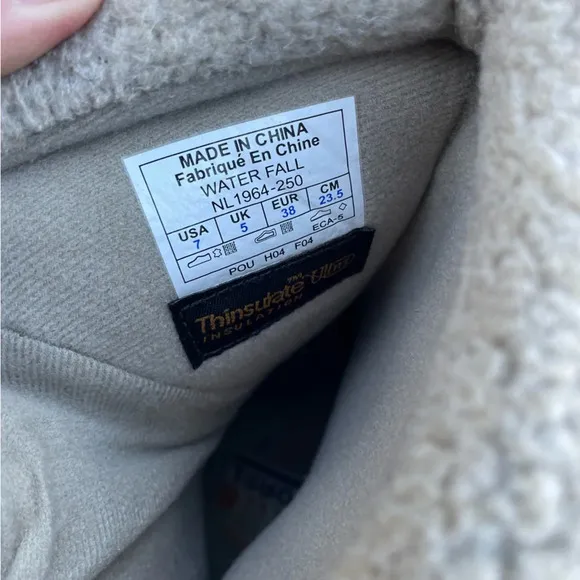 MADE IN CHINA
Fabriqué En Chine
WATER FALL
NL1964-250
USA UK EUR CM
7 5 38 23.5
ECA-5
POU H04 F04
Thinsulate™ Ultra
INSULATION